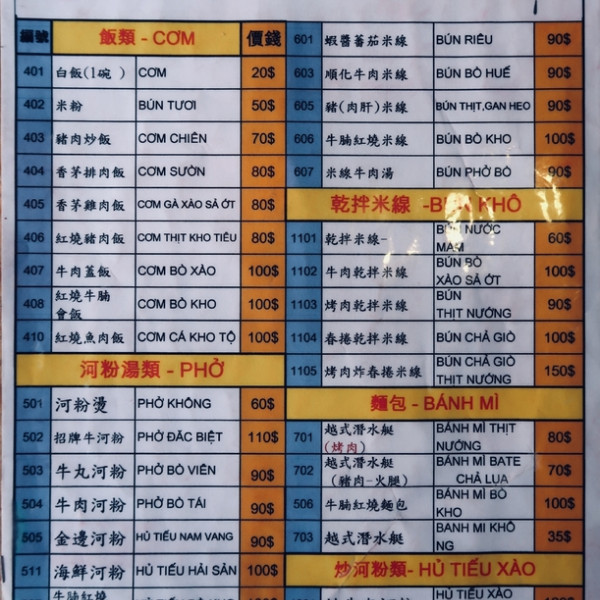 編號 飯類 - CƠM 價錢
401 白飯(1碗 ) CƠM 20$
402 米粉 BÚN TƯƠI 50$
403 豬肉炒飯 CƠM CHIÊN 70$
404 香茅排肉飯 CƠM SƯỜN 80$
405 香茅雞肉飯 CƠM GÀ XÀO SẢ ỚT 80$
406 紅燒豬肉飯 CƠM THỊT KHO TIÊU 80$
407 牛肉蓋飯 CƠM BÒ XÀO 100$
408 紅燒牛腩
會飯 CƠM BÒ KHO 100$
410 紅燒魚肉飯 CƠM CÁ KHO TỘ 100$
河粉湯類 - PHỞ
501 河粉燙 PHỞ KHÔNG 60$
502 招牌牛河粉 PHỞ ĐẶC BIỆT 110$
503 牛丸河粉 PHỞ BÒ VIÊN 90$
504 牛肉河粉 PHỞ BÒ TÁI 90$
505 金邊河粉 HỦ TIẾU NAM VANG 90$
511 海鮮河粉 HỦ TIẾU HẢI SẢN 100$
牛腩紅燒
601 蝦醬蕃茄米線 BÚN RIÊU 90$
603 順化牛肉米線 BÚN BÒ HUẾ 90$
605 豬(肉肝)米線 BÚN THỊT,GAN HEO 90$
606 牛腩紅燒米線 BÚN BÒ KHO 100$
607 米線牛肉湯 BÚN PHỞ BÒ 90$
乾拌米線 -BÚN KHÔ
1101 乾拌米線- BÚN NƯỚC
MẮM 60$
1102 牛肉乾拌米線 BÚN BÒ
XÀO SẢ ỚT 100$
1103 烤肉乾拌米線 BÚN
THỊT NƯỚNG 90$
1104 春捲乾拌米線 BÚN CHẢ GIÒ 100$
1105 烤肉炸春捲米線 BÚN CHẢ GIÒ
THỊT NƯỚNG 150$
麵包 - BÁNH MÌ
701 越式潛水艇
(烤肉) BÁNH MÌ THỊT
NƯỚNG 80$
702 越式潛水艇
(豬肉-火腿) BÁNH MÌ BATE
CHẢ LỤA 70$
506 牛腩紅燒麵包 BÁNH MÌ BÒ
KHO 100$
703 越式潛水艇 BANH MI KHÔ
NG 35$
炒河粉類- HỦ TIẾU XÀO
HỦ TIẾU XÀO